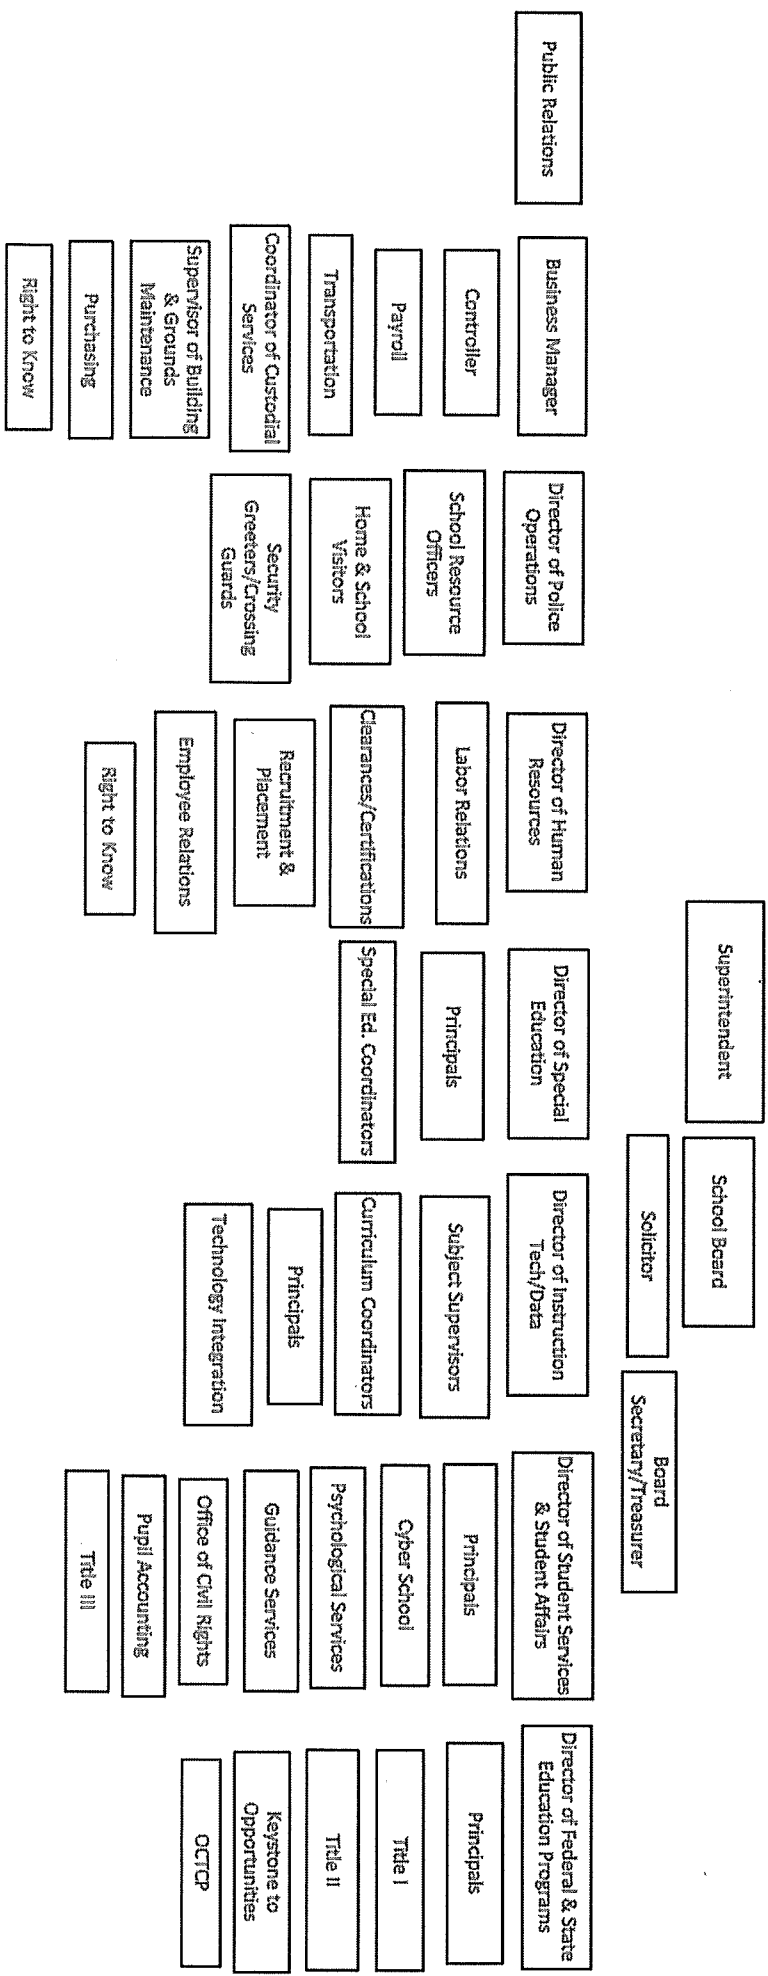 Superintendent
School Board
Solicitor
Board
Secretary/Treasurer
Public Relations
Business Manager
Controller
Payroll
Transportation
Coordinator of Custodial
Services
Supervisor of Building
& Grounds
Maintenance
Purchasing
Right to Know
Director of Police
Operations
School Resource
Officers
Home & School
Visitors
Security
Greeters/Crossing
Guards
Director of Human
Resources
Labor Relations
Clearances/Certifications
Recruitment &
Placement
Employee Relations
Right to Know
Director of Special
Education
Principals
Special Ed. Coordinators
Director of Instruction
Tech/Data
Subject Supervisors
Curriculum Coordinators
Principals
Technology Integration
Director of Student Services
& Student Affairs
Principals
Cyber School
Psychological Services
Guidance Services
Office of Civil Rights
Pupil Accounting
Title III
Director of Federal & State
Education Programs
Principals
Title I
Title II
Keystone to
Opportunities
OCTCP